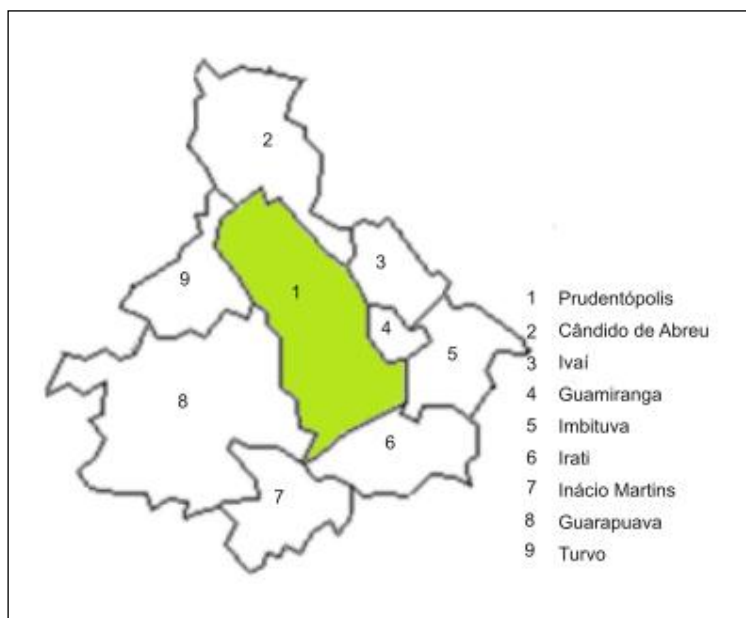 2
3
9
1
4
5
8
6
7
1 Prudentópolis
2 Cândido de Abreu
3 Ivaí
4 Guamiranga
5 Imbituva
6 Irati
7 Inácio Martins
8 Guarapuava
9 Turvo